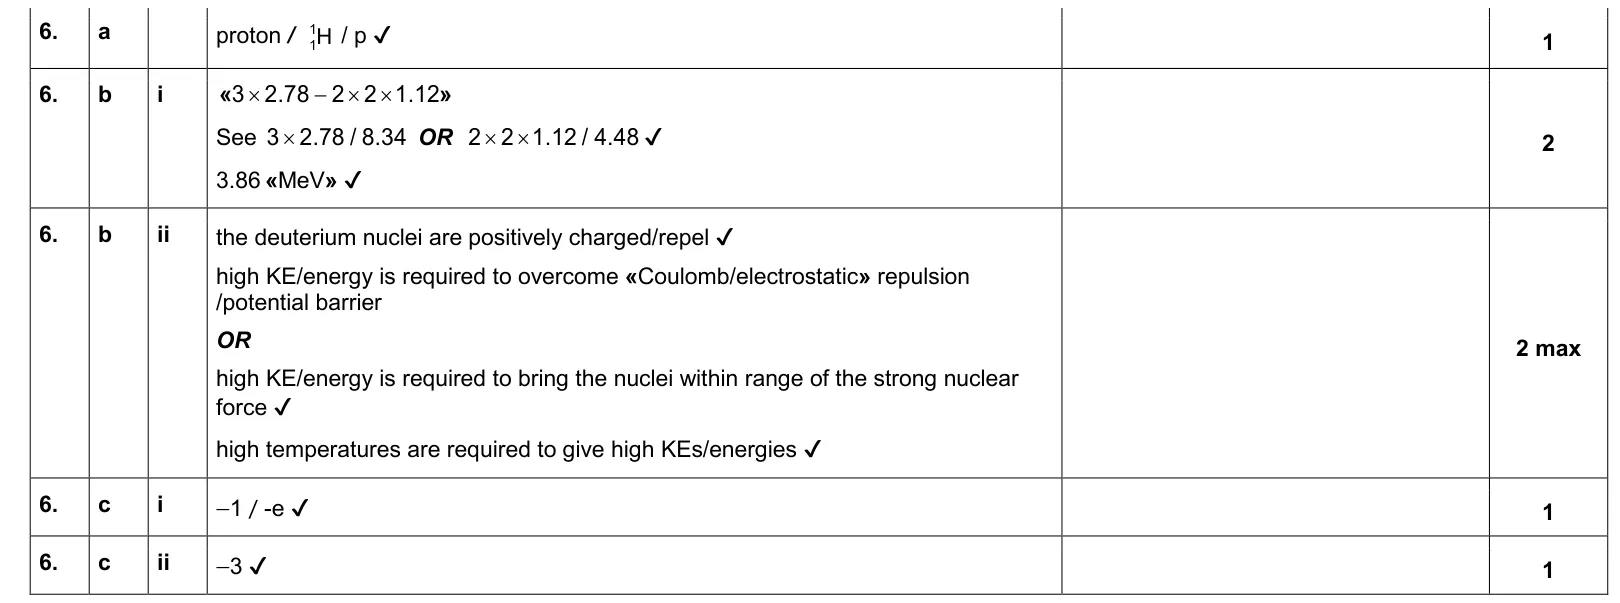 6. a proton / ¹₁H / p ✓ 1
6. b i «3 × 2.78 − 2 × 2 × 1.12»
See 3 × 2.78 / 8.34 OR 2 × 2 × 1.12 / 4.48 ✓ 2
3.86 «MeV» ✓
6. b ii the deuterium nuclei are positively charged/repel ✓
high KE/energy is required to overcome «Coulomb/electrostatic» repulsion
/potential barrier
OR 2 max
high KE/energy is required to bring the nuclei within range of the strong nuclear
force ✓
high temperatures are required to give high KEs/energies ✓
6. c i −1 / -e ✓ 1
6. c ii −3 ✓ 1